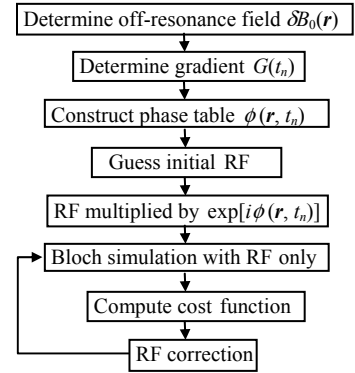 Determine off-resonance field δB₀(r)
Determine gradient G(tₙ)
Construct phase table ϕ(r, tₙ)
Guess initial RF
RF multiplied by exp[iϕ(r, tₙ)]
Bloch simulation with RF only
Compute cost function
RF correction